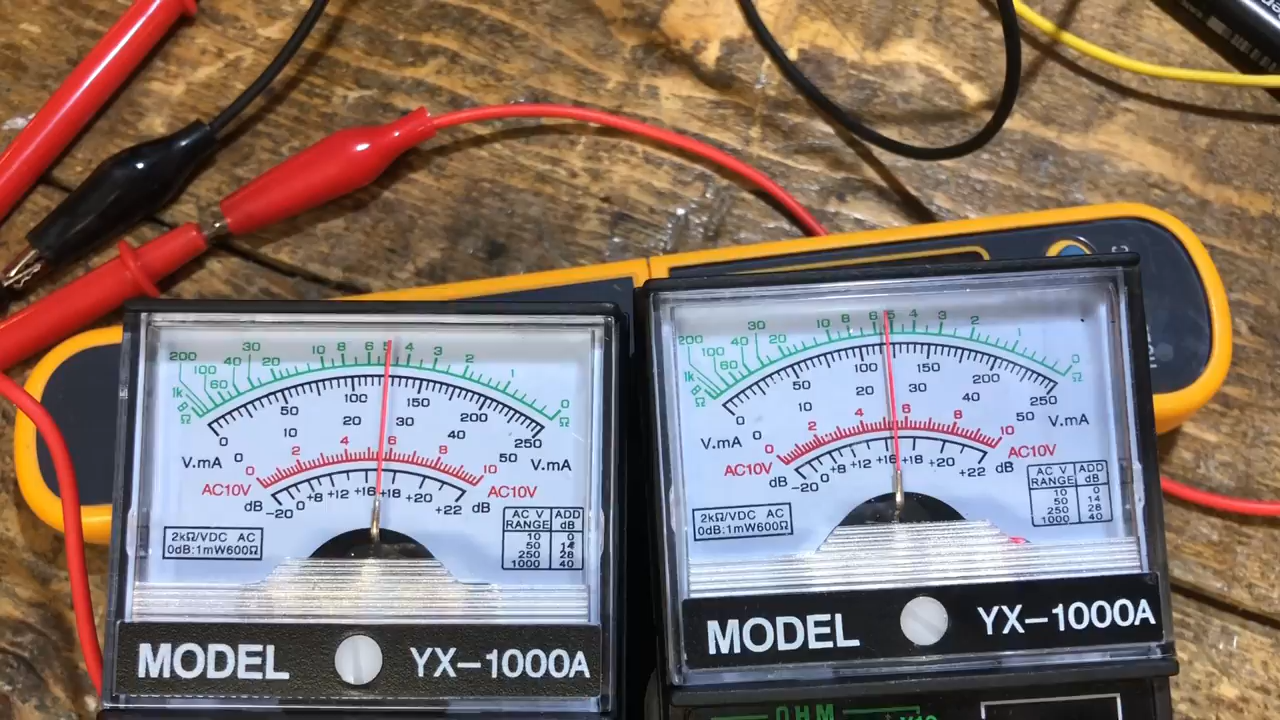 200 100 60 40 30 20 10 8 6 5 4 3 2 1 0
1k
∞
Ω Ω
0 50 100 150 200 250
0 10 20 30 40 50
V.mA V.mA
0 2 4 6 8 10
AC10V AC10V
dB -20 0 +8 +12 +16 +18 +20 +22 dB
2kΩ/VDC AC
0dB:1mW600Ω
AC V ADD
RANGE dB
10 0
50 14
250 28
1000 40
MODEL YX-1000A
200 100 60 40 30 20 10 8 6 5 4 3 2 1 0
1k
∞
Ω Ω
0 50 100 150 200 250
0 10 20 30 40 50
V.mA V.mA
0 2 4 6 8 10
AC10V AC10V
dB -20 0 +8 +12 +16 +18 +20 +22 dB
2kΩ/VDC AC
0dB:1mW600Ω
AC V ADD
RANGE dB
10 0
50 14
250 28
1000 40
MODEL YX-1000A
OHM